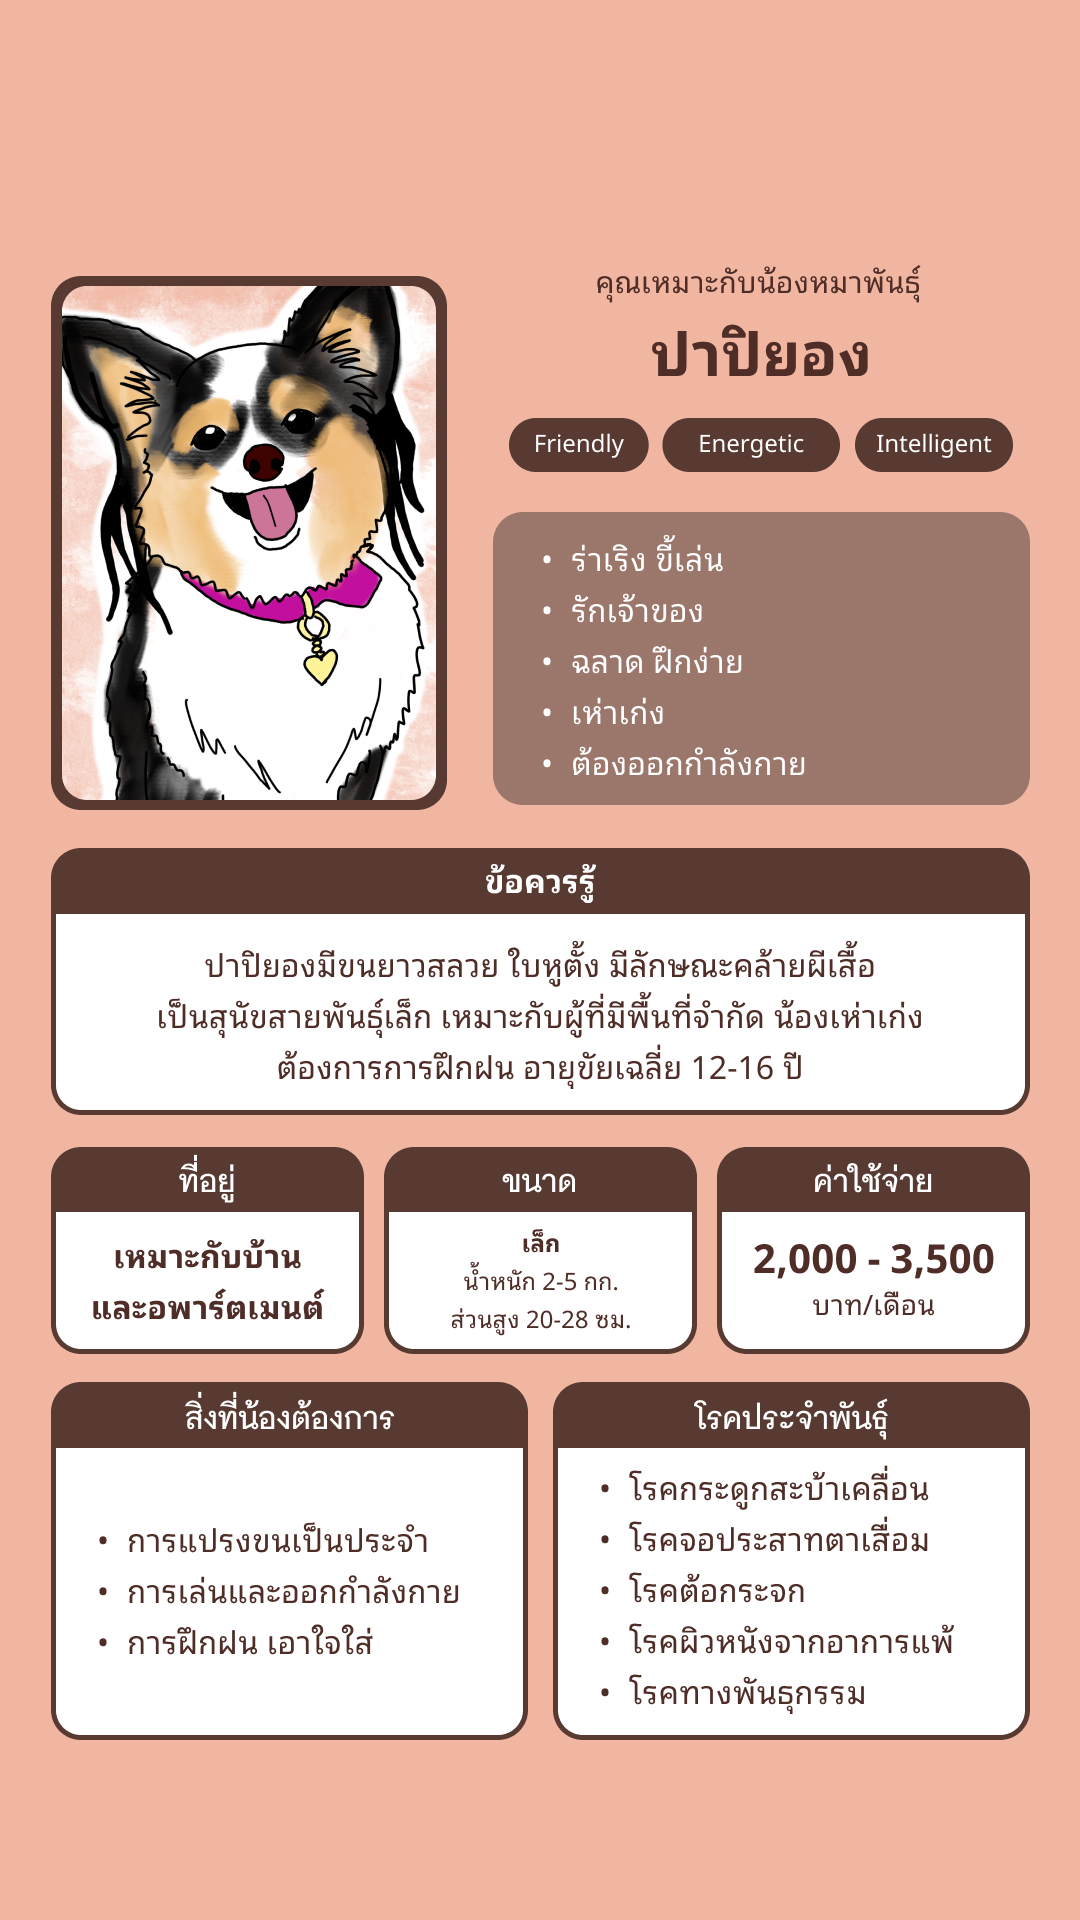 คุณเหมาะกับน้องหมาพันธุ์
ปาปิยอง
Friendly Energetic Intelligent
• ร่าเริง ขี้เล่น
• รักเจ้าของ
• ฉลาด ฝึกง่าย
• เห่าเก่ง
• ต้องออกกำลังกาย
ข้อควรรู้
ปาปิยองมีขนยาวสลวย ใบหูตั้ง มีลักษณะคล้ายผีเสื้อ
เป็นสุนัขสายพันธุ์เล็ก เหมาะกับผู้ที่มีพื้นที่จำกัด น้องเห่าเก่ง
ต้องการการฝึกฝน อายุขัยเฉลี่ย 12-16 ปี
ที่อยู่
เหมาะกับบ้าน
และอพาร์ตเมนต์
ขนาด
เล็ก
น้ำหนัก 2-5 กก.
ส่วนสูง 20-28 ซม.
ค่าใช้จ่าย
2,000 - 3,500
บาท/เดือน
สิ่งที่น้องต้องการ
• การแปรงขนเป็นประจำ
• การเล่นและออกกำลังกาย
• การฝึกฝน เอาใจใส่
โรคประจำพันธุ์
• โรคกระดูกสะบ้าเคลื่อน
• โรคจอประสาทตาเสื่อม
• โรคต้อกระจก
• โรคผิวหนังจากอาการแพ้
• โรคทางพันธุกรรม